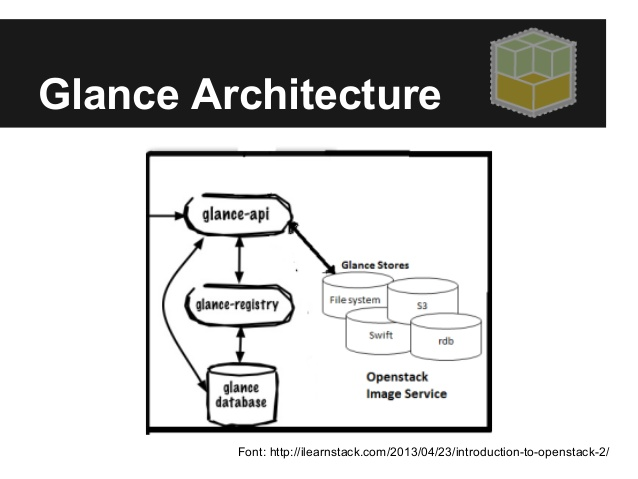 Glance Architecture
glance-api
Glance Stores
File system
S3
glance-registry
Swift
rdb
glance
database
Openstack
Image Service
Font: http://ilearnstack.com/2013/04/23/introduction-to-openstack-2/